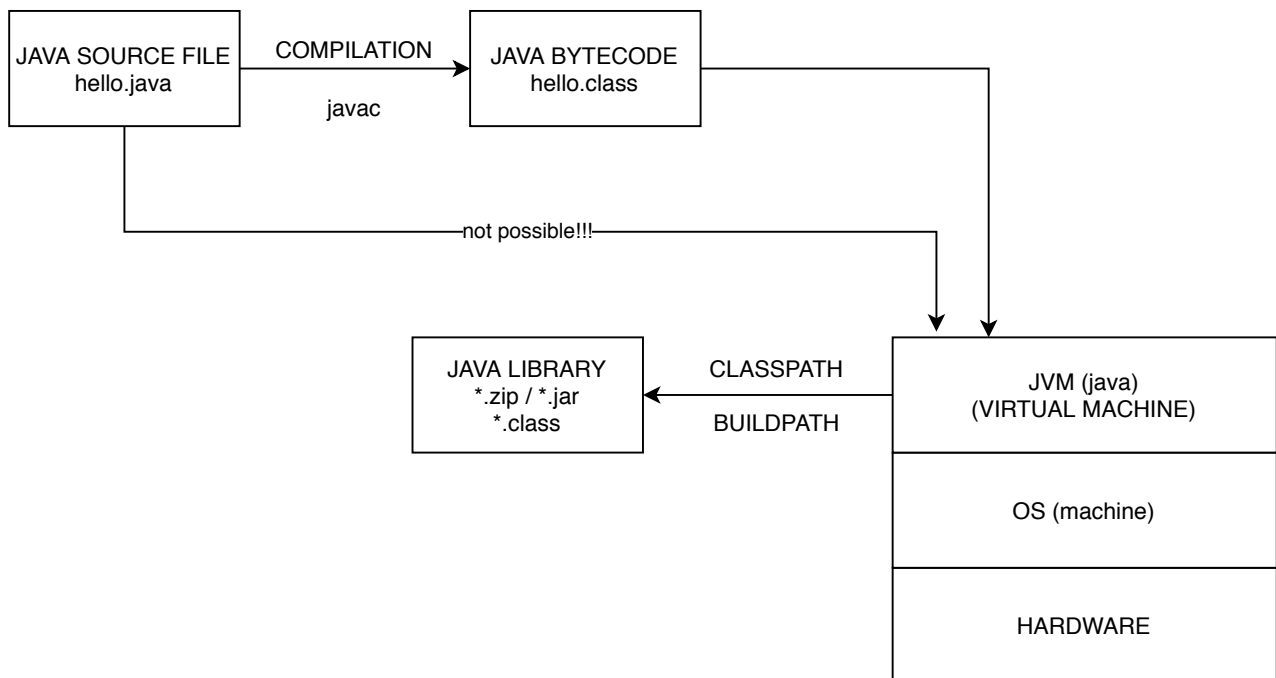 JAVA SOURCE FILE
hello.java
COMPILATION
javac
JAVA BYTECODE
hello.class
not possible!!!
JAVA LIBRARY
*.zip / *.jar
*.class
CLASSPATH
BUILDPATH
JVM (java)
(VIRTUAL MACHINE)
OS (machine)
HARDWARE